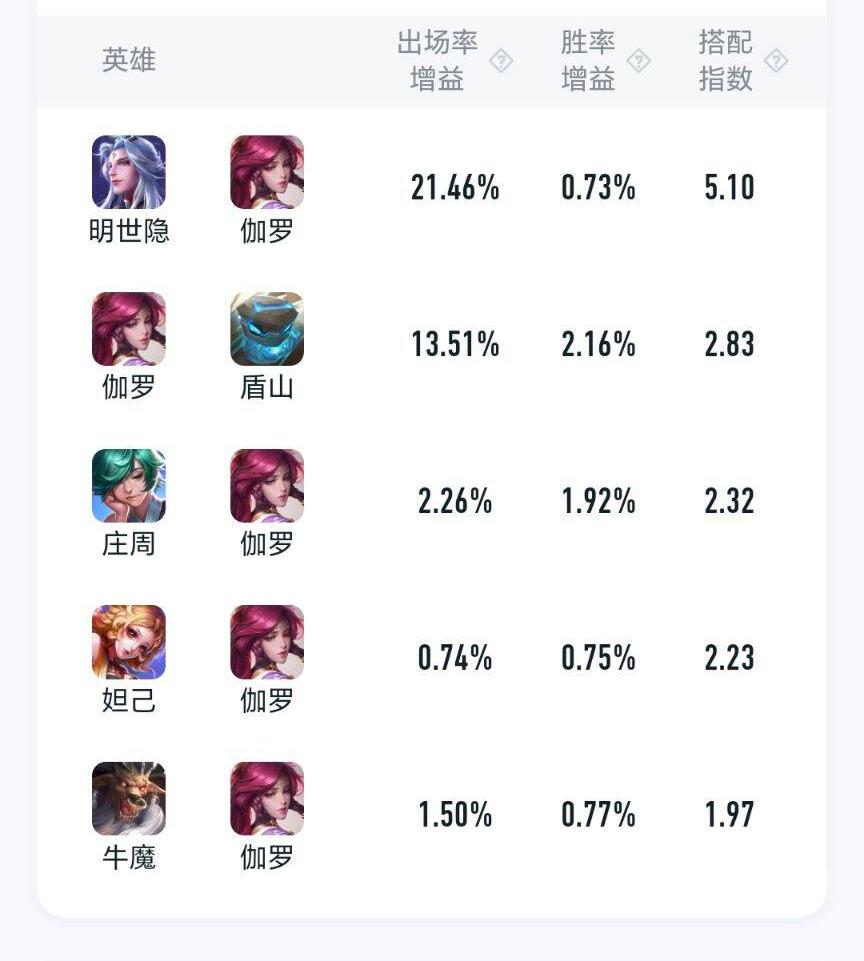 英雄
出场率
增益
胜率
增益
搭配
指数
明世隐 伽罗 21.46% 0.73% 5.10
伽罗 盾山 13.51% 2.16% 2.83
庄周 伽罗 2.26% 1.92% 2.32
妲己 伽罗 0.74% 0.75% 2.23
牛魔 伽罗 1.50% 0.77% 1.97